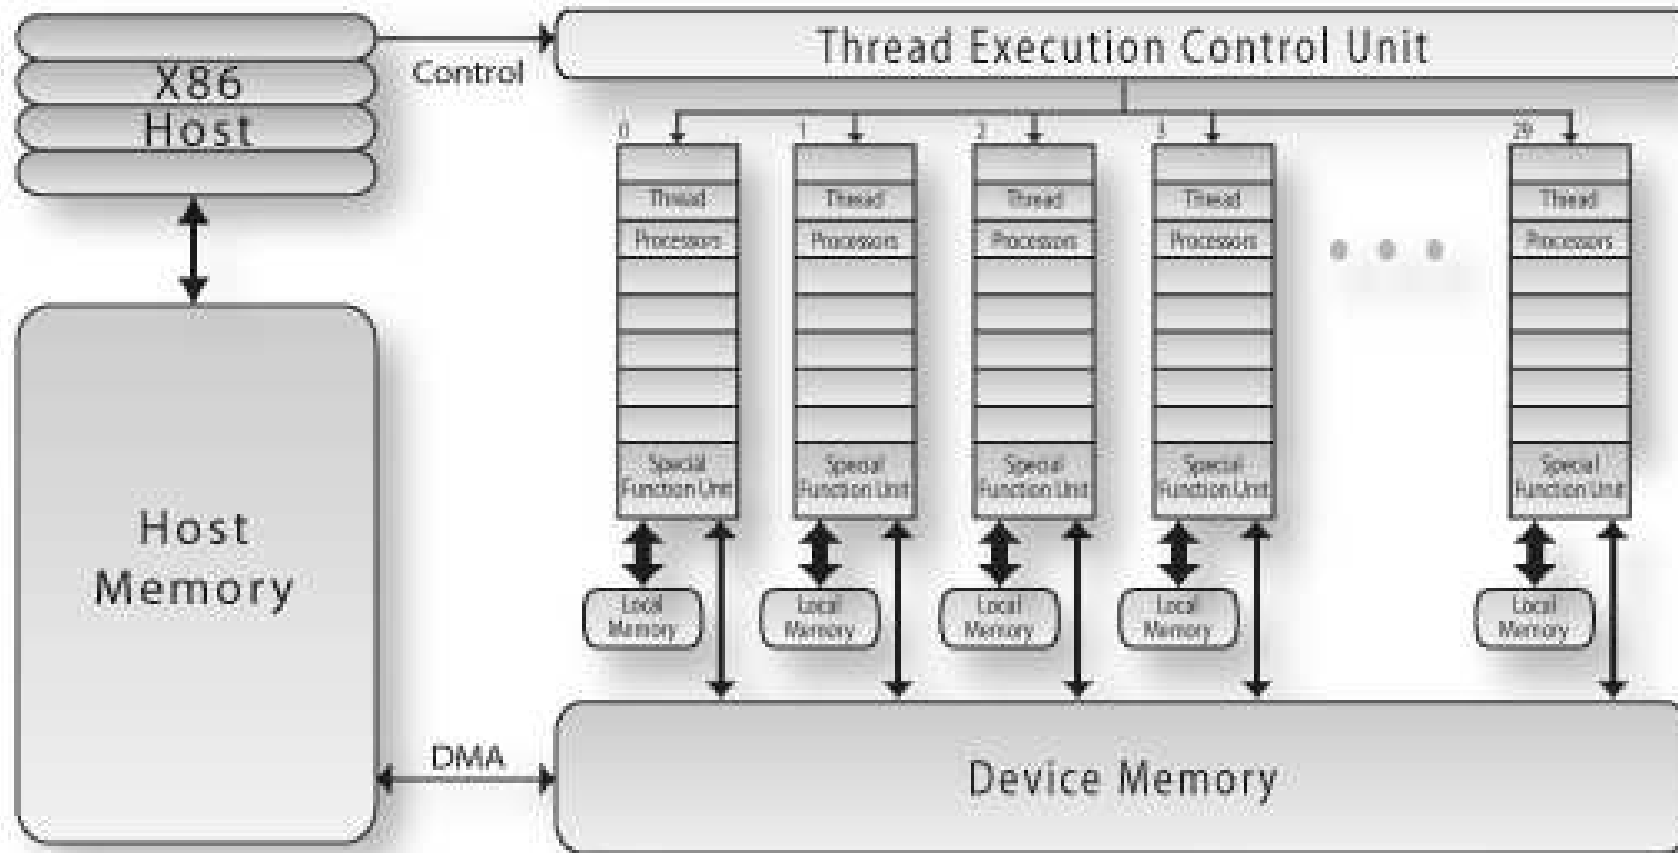 X86
Host
Control
Thread Execution Control Unit
0
1
2
3
29
Thread
Processors
Thread
Processors
Thread
Processors
Thread
Processors
Thread
Processors
Special
Function Unit
Special
Function Unit
Special
Function Unit
Special
Function Unit
Special
Function Unit
Local
Memory
Local
Memory
Local
Memory
Local
Memory
Local
Memory
Host
Memory
DMA
Device Memory